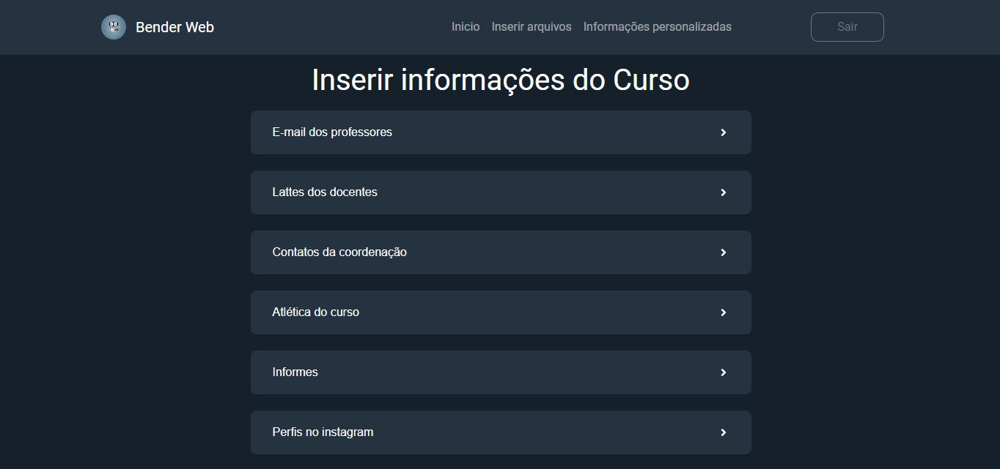 Bender Web
Inicio Inserir arquivos Informações personalizadas
Sair
Inserir informações do Curso
E-mail dos professores
Lattes dos docentes
Contatos da coordenação
Atlética do curso
Informes
Perfis no instagram